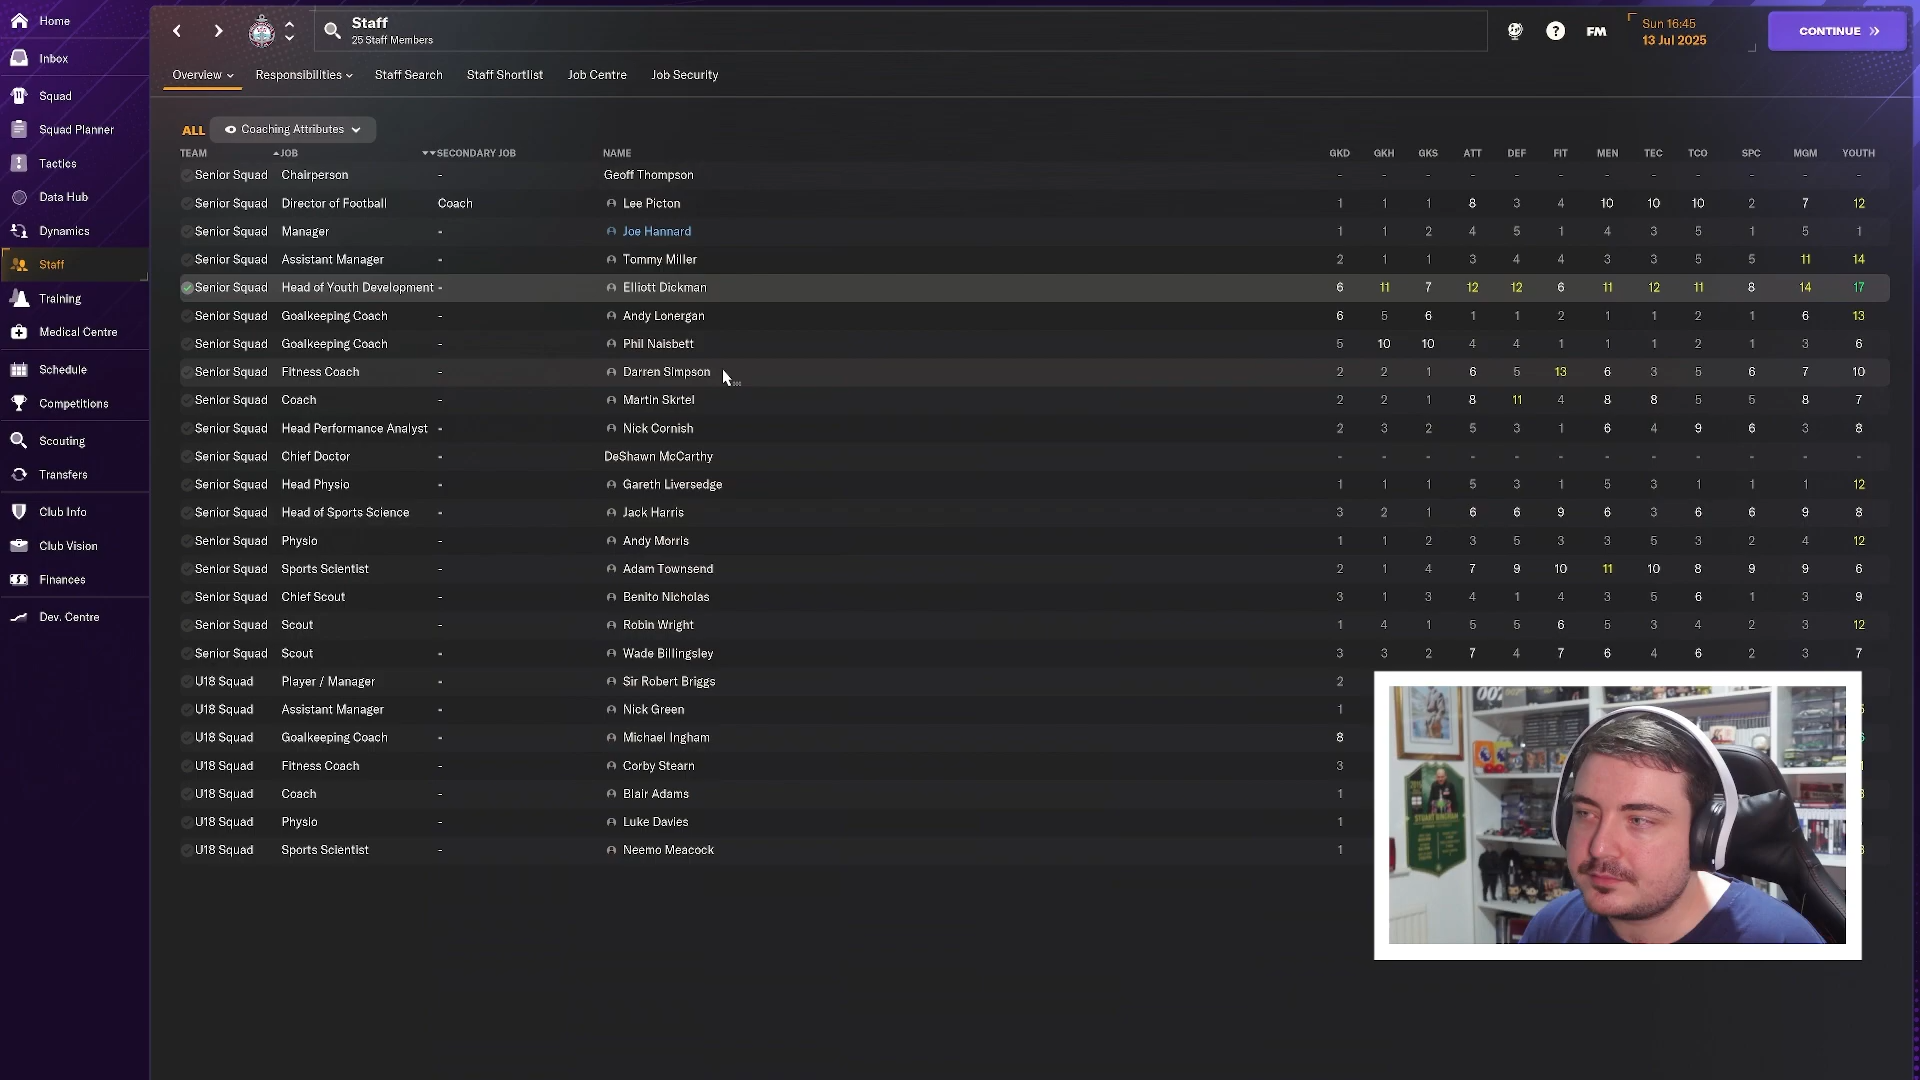 Home
Inbox
Squad
Squad Planner
Tactics
Data Hub
Dynamics
Staff
Training
Medical Centre
Schedule
Competitions
Scouting
Transfers
Club Info
Club Vision
Finances
Dev. Centre
Staff
25 Staff Members
FM
Sun 16:45
13 Jul 2025
CONTINUE
Overview Responsibilities Staff Search Staff Shortlist Job Centre Job Security
ALL Coaching Attributes
TEAM JOB SECONDARY JOB NAME GKD GKH GKS ATT DEF FIT MEN TEC TCO SPC MGM YOUTH
Senior Squad Chairperson - Geoff Thompson - - - - - - - - - - - -
Senior Squad Director of Football Coach Lee Picton 1 1 1 8 3 4 10 10 10 2 7 12
Senior Squad Manager - Joe Hannard 1 1 2 4 5 1 4 3 5 1 5 1
Senior Squad Assistant Manager - Tommy Miller 2 1 1 3 4 4 3 3 5 5 11 14
Senior Squad Head of Youth Development - Elliott Dickman 6 11 7 12 12 6 11 12 11 8 14 17
Senior Squad Goalkeeping Coach - Andy Lonergan 6 5 6 1 1 2 1 1 2 1 6 13
Senior Squad Goalkeeping Coach - Phil Naisbett 5 10 10 4 4 1 1 1 2 1 3 6
Senior Squad Fitness Coach - Darren Simpson 2 2 1 6 5 13 6 3 5 6 7 10
Senior Squad Coach - Martin Skrtel 2 2 1 8 11 4 8 8 5 5 8 7
Senior Squad Head Performance Analyst - Nick Cornish 2 3 2 5 3 1 6 4 9 6 3 8
Senior Squad Chief Doctor - DeShawn McCarthy - - - - - - - - - - - -
Senior Squad Head Physio - Gareth Liversedge 1 1 1 5 3 1 5 3 1 1 1 12
Senior Squad Head of Sports Science - Jack Harris 3 2 1 6 6 9 6 3 6 6 9 8
Senior Squad Physio - Andy Morris 1 1 2 3 5 3 3 5 3 2 4 12
Senior Squad Sports Scientist - Adam Townsend 2 1 4 7 9 10 11 10 8 9 9 6
Senior Squad Chief Scout - Benito Nicholas 3 1 3 4 1 4 3 5 6 1 3 9
Senior Squad Scout - Robin Wright 1 4 1 5 5 6 5 3 4 2 3 12
Senior Squad Scout - Wade Billingsley 3 3 2 7 4 7 6 4 6 2 3 7
U18 Squad Player / Manager - Sir Robert Briggs 2
U18 Squad Assistant Manager - Nick Green 1
U18 Squad Goalkeeping Coach - Michael Ingham 8
U18 Squad Fitness Coach - Corby Stearn 3
U18 Squad Coach - Blair Adams 1
U18 Squad Physio - Luke Davies 1
U18 Squad Sports Scientist - Neemo Meacock 1
007
STUART BINGHAM